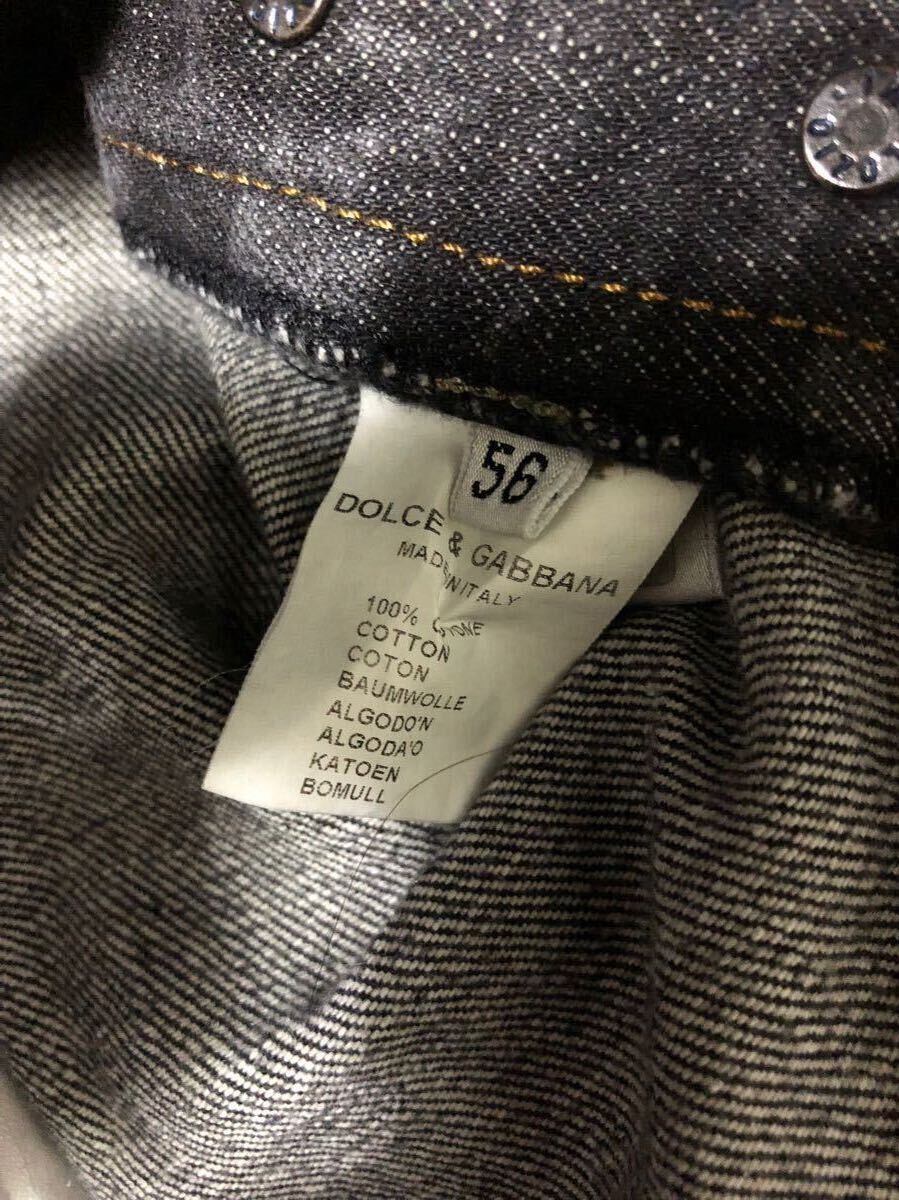 56
DOLCE & GABBANA
MADE IN ITALY
100%
COTTON
COTON
BAUMWOLLE
ALGODO'N
ALGODA'O
KATOEN
BOMULL